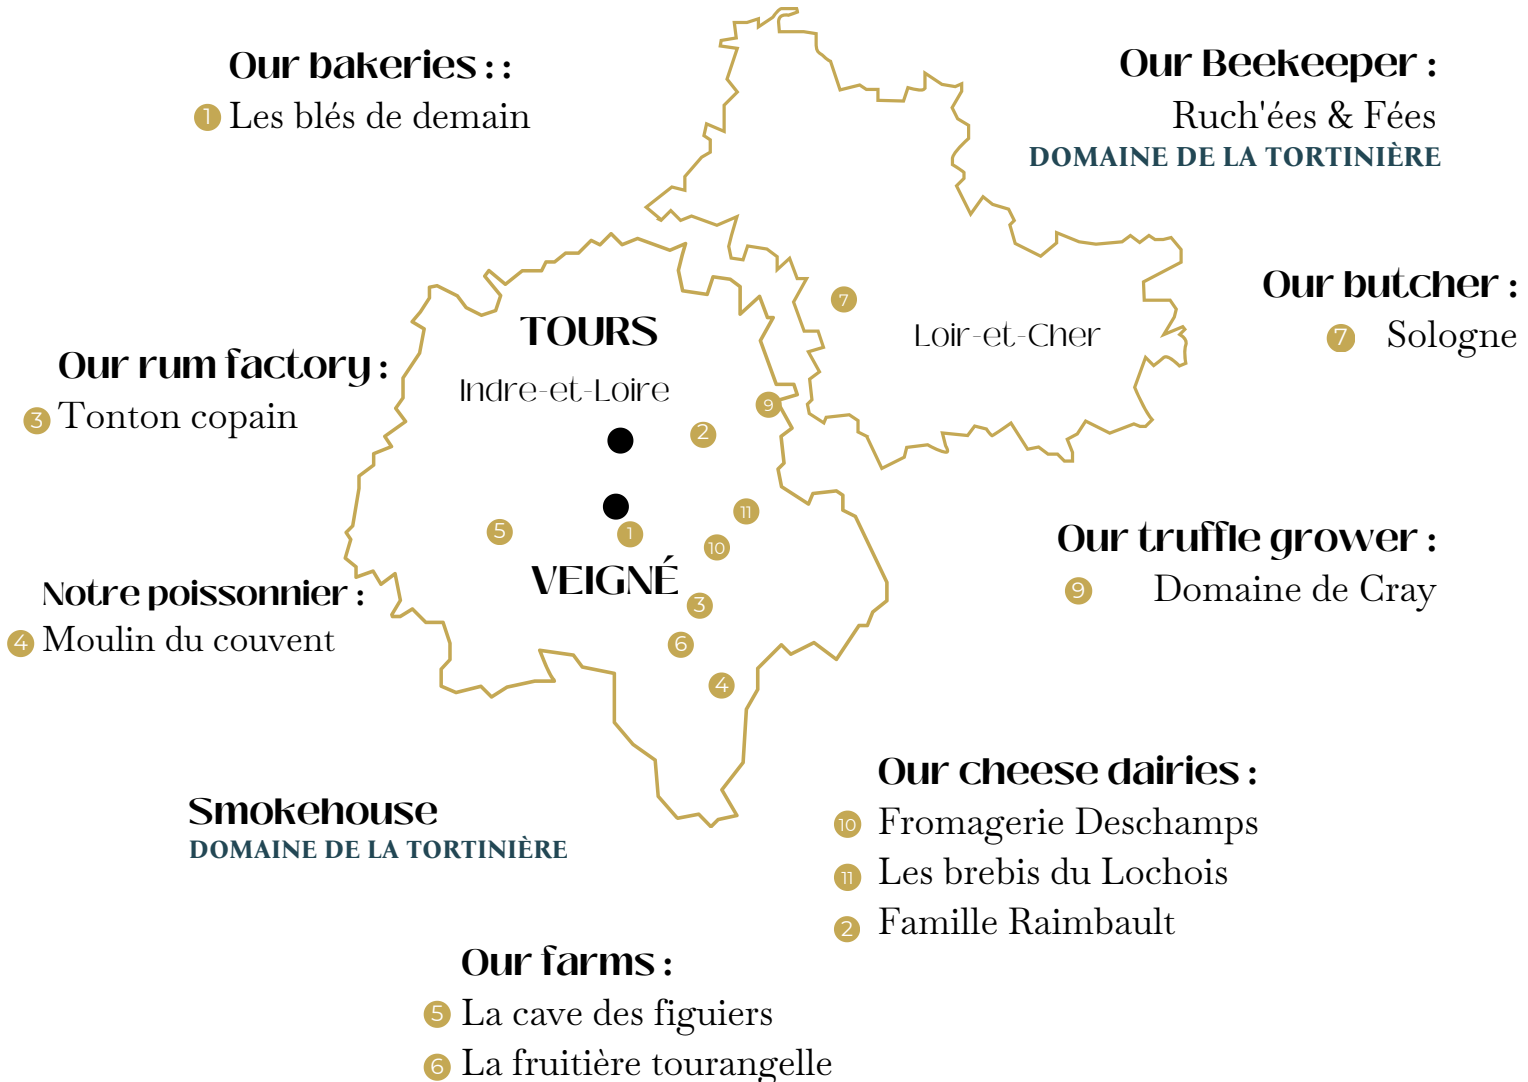 Our bakeries : :
1 Les blés de demain
Our Beekeeper :
Ruch'ées & Fées
DOMAINE DE LA TORTINIÈRE
Our butcher :
7 Sologne
Our rum factory :
3 Tonton copain
TOURS
Indre-et-Loire
Loir-et-Cher
7
9
2
11
5
1
10
VEIGNÉ
3
6
4
Our truffle grower :
9 Domaine de Cray
Notre poissonnier :
4 Moulin du couvent
Smokehouse
DOMAINE DE LA TORTINIÈRE
Our cheese dairies :
10 Fromagerie Deschamps
11 Les brebis du Lochois
2 Famille Raimbault
Our farms :
5 La cave des figuiers
6 La fruitière tourangelle